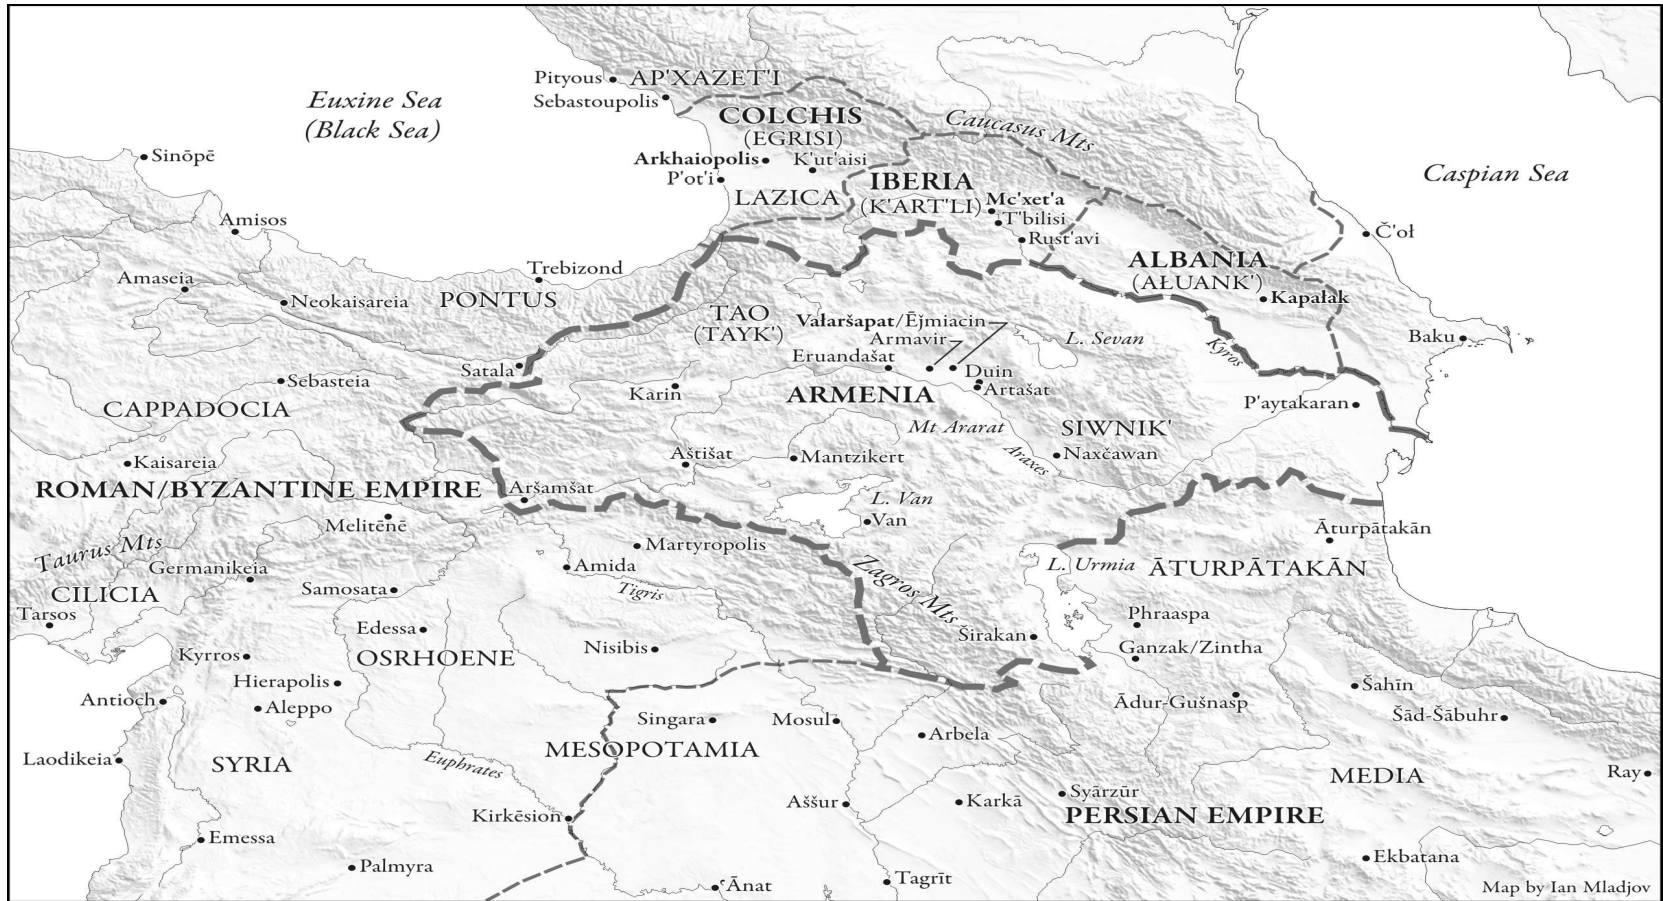 Pityous
AP'XAZET'I
Sebastoupolis
Euxine Sea
(Black Sea)
COLCHIS
(EGRISI)
Caucasus Mts
Sinōpē
Arkhaiopolis
K'ut'aisi
P'ot'i
LAZICA
IBERIA
(K'ART'LI)
Mc'xet'a
T'bilisi
Rust'avi
Caspian Sea
Č'oł
Amisos
ALBANIA
(AŁUANK')
Kapałak
Amaseia
Trebizond
Neokaisareia
PONTUS
TAO
(TAYK')
Vałaršapat/Ējmiacin
Armavir
Eruandašat
L. Sevan
Kyros
Baku
Satala
Duin
Artašat
Sebasteia
Karin
ARMENIA
CAPPADOCIA
P'aytakaran
Mt Ararat
SIWNIK'
Araxes
Naxčawan
Kaisareia
Aštišat
Mantzikert
ROMAN/BYZANTINE EMPIRE
Aršamšat
L. Van
Van
Melitēnē
Āturpātakān
Taurus Mts
Martyropolis
Germanikeia
Amida
Zagros Mts
L. Urmia
ĀTURPĀTAKĀN
CILICIA
Samosata
Tigris
Tarsos
Phraaspa
Edessa
Širakan
Nisibis
Ganzak/Zintha
Kyrros
OSRHOENE
Hierapolis
Šahīn
Antioch
Aleppo
Ādur-Gušnasp
Singara
Mosul
Šād-Šābuhr
Arbela
MESOPOTAMIA
Laodikeia
SYRIA
Euphrates
MEDIA
Ray
Aššur
Karkā
Syārzūr
Kirkēsion
PERSIAN EMPIRE
Emessa
Palmyra
Ekbatana
Ānat
Tagrīt
Map by Ian Mladjov